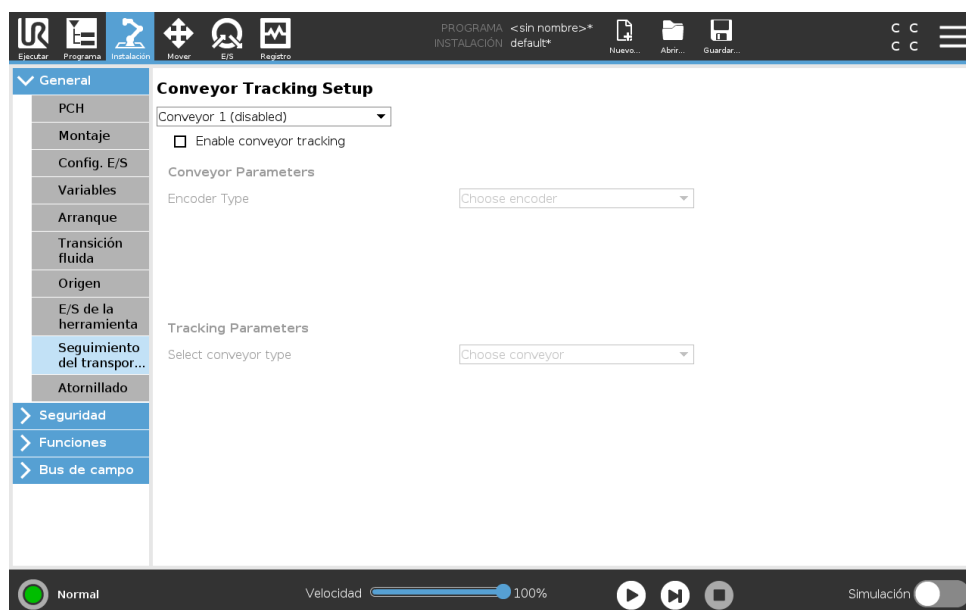 UR
PROGRAMA <sin nombre>*
INSTALACIÓN default*
C C
C C
Ejecutar Programa Instalación Mover E/S Registro Nuevo... Abrir... Guardar...
General
PCH
Montaje
Config. E/S
Variables
Arranque
Transición
fluida
Origen
E/S de la
herramienta
Seguimiento
del transpor...
Atornillado
Seguridad
Funciones
Bus de campo
Conveyor Tracking Setup
Conveyor 1 (disabled)
Enable conveyor tracking
Conveyor Parameters
Encoder Type Choose encoder
Tracking Parameters
Select conveyor type Choose conveyor
Normal Velocidad 100% Simulación